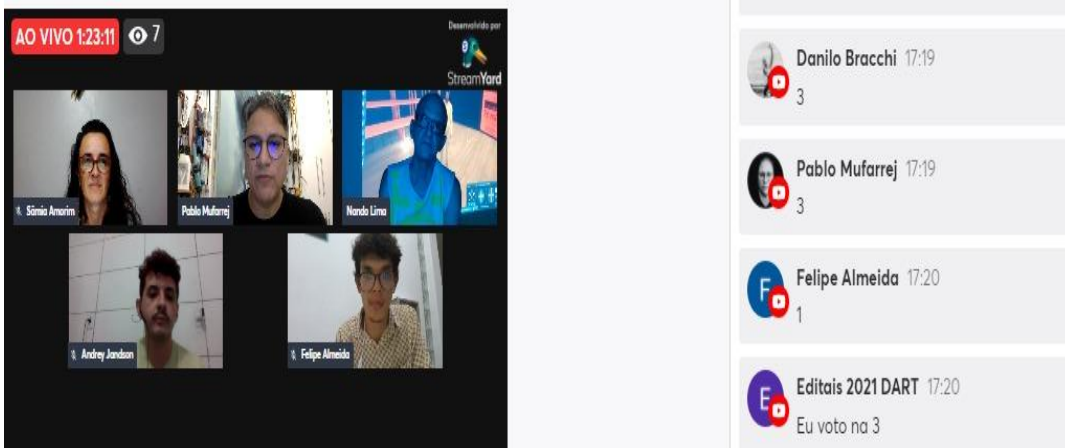 AO VIVO 1:23:11 7
Desenvolvido por
StreamYard
Sâmia Amorim
Pablo Mufarrej
Nando Lima
Andrey Jandson
Felipe Almeida
Danilo Bracchi 17:19
3
Pablo Mufarrej 17:19
3
F
Felipe Almeida 17:20
1
E
Editais 2021 DART 17:20
Eu voto na 3